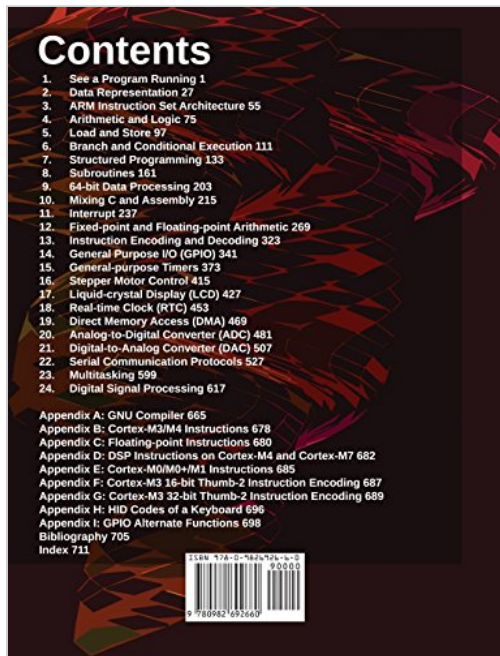 Contents
1. See a Program Running 1
2. Data Representation 27
3. ARM Instruction Set Architecture 55
4. Arithmetic and Logic 75
5. Load and Store 97
6. Branch and Conditional Execution 111
7. Structured Programming 133
8. Subroutines 161
9. 64-bit Data Processing 203
10. Mixing C and Assembly 215
11. Interrupt 237
12. Fixed-point and Floating-point Arithmetic 269
13. Instruction Encoding and Decoding 323
14. General Purpose I/O (GPIO) 341
15. General-purpose Timers 373
16. Stepper Motor Control 415
17. Liquid-crystal Display (LCD) 427
18. Real-time Clock (RTC) 453
19. Direct Memory Access (DMA) 469
20. Analog-to-Digital Converter (ADC) 481
21. Digital-to-Analog Converter (DAC) 507
22. Serial Communication Protocols 527
23. Multitasking 599
24. Digital Signal Processing 617
Appendix A: GNU Compiler 665
Appendix B: Cortex-M3/M4 Instructions 678
Appendix C: Floating-point Instructions 680
Appendix D: DSP Instructions on Cortex-M4 and Cortex-M7 682
Appendix E: Cortex-M0/M0+/M1 Instructions 685
Appendix F: Cortex-M3 16-bit Thumb-2 Instruction Encoding 687
Appendix G: Cortex-M3 32-bit Thumb-2 Instruction Encoding 689
Appendix H: HID Codes of a Keyboard 696
Appendix I: GPIO Alternate Functions 698
Bibliography 705
Index 711
ISBN 978-0-9826926-6-0
90000
9 780982 692660